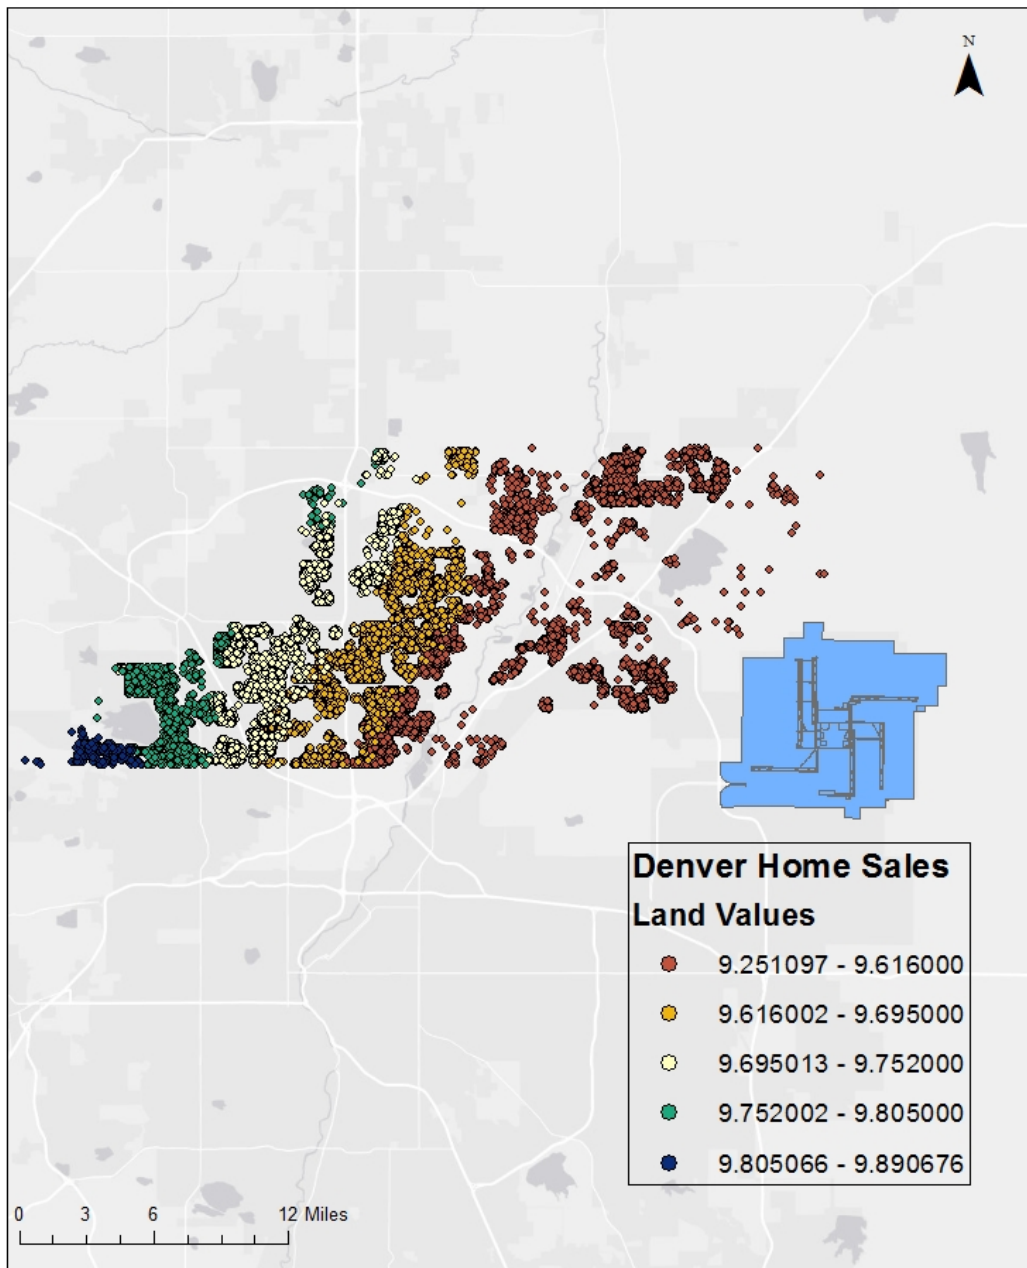 N
Denver Home Sales
Land Values
9.251097 - 9.616000
9.616002 - 9.695000
9.695013 - 9.752000
9.752002 - 9.805000
9.805066 - 9.890676
0 3 6 12 Miles